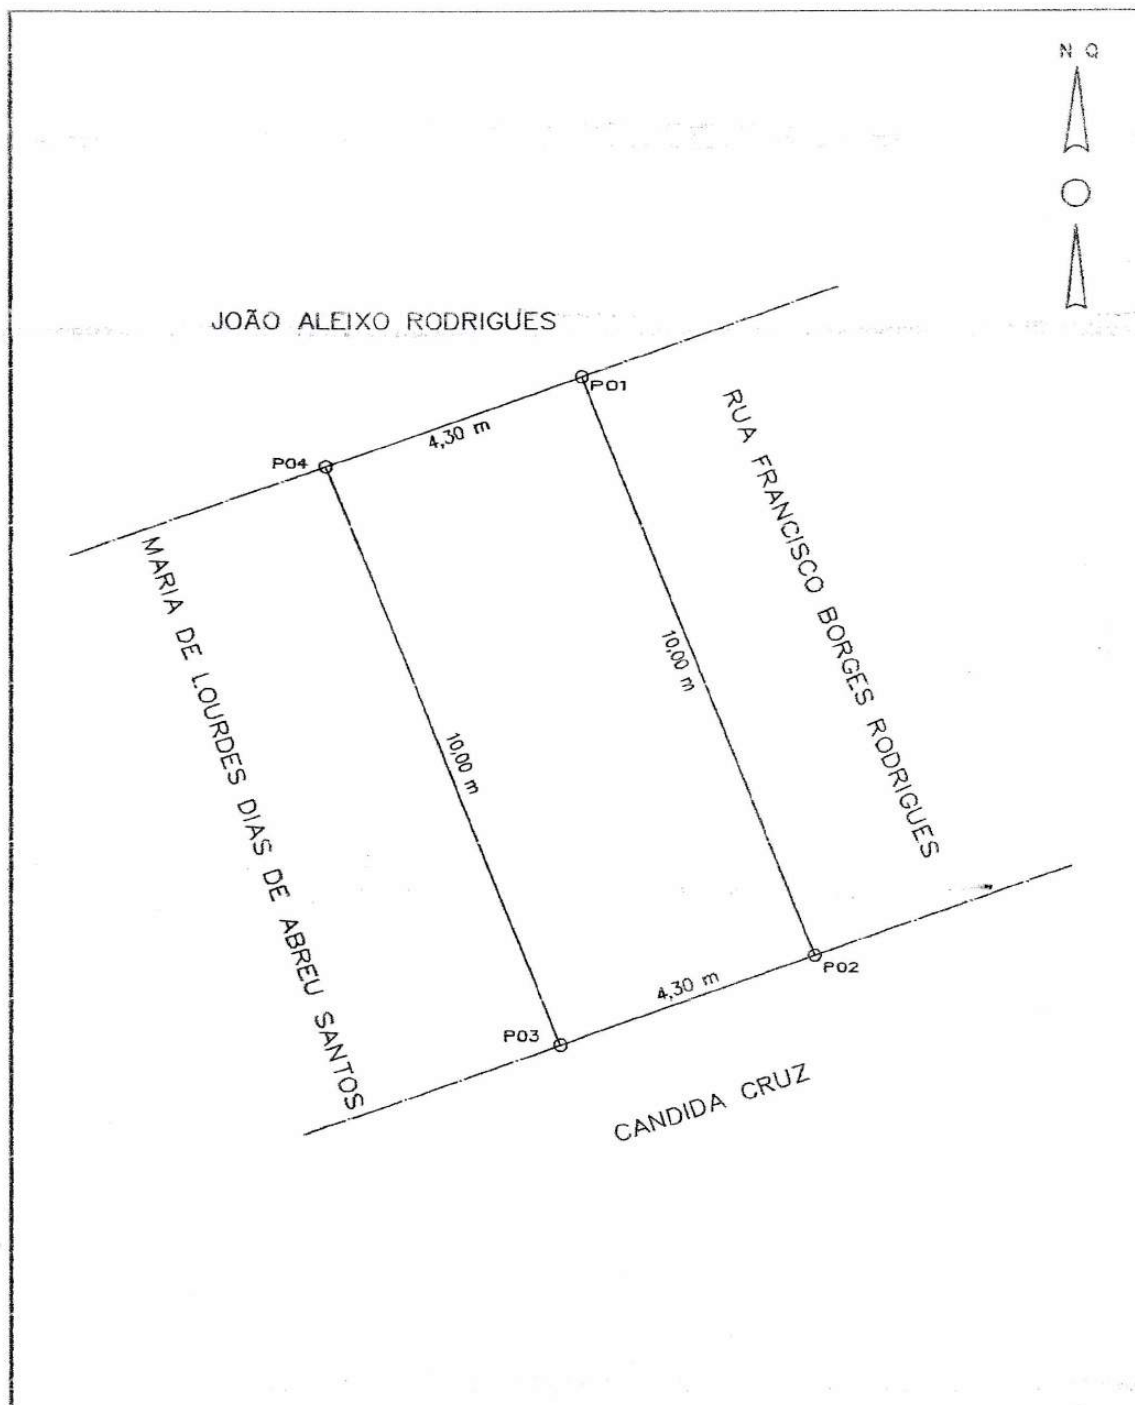 N Q
JOÃO ALEIXO RODRIGUES
P01
4,30 m
P04
RUA FRANCISCO BORGES RODRIGUES
MARIA DE LOURDES DIAS DE ABREU SANTOS
10,00 m
10,00 m
P02
4,30 m
P03
CANDIDA CRUZ